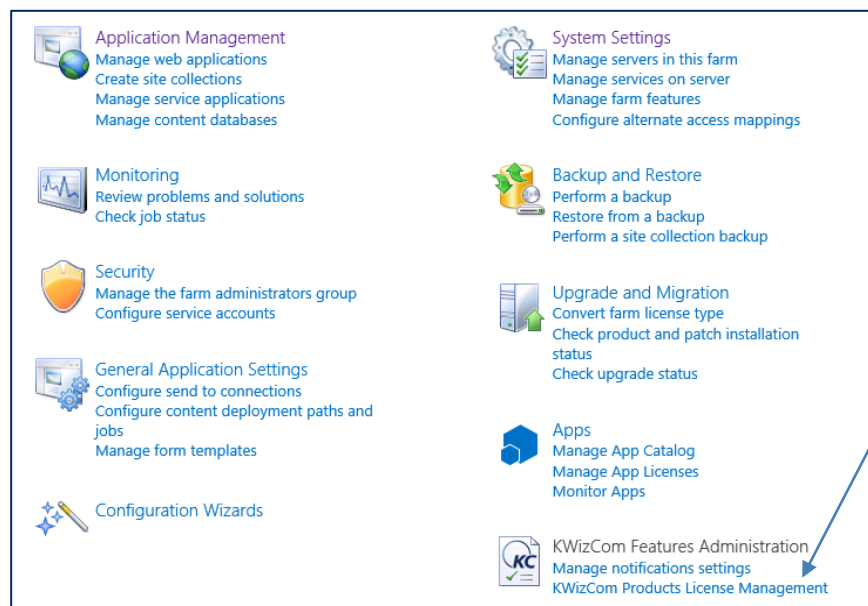 Application Management
Manage web applications
Create site collections
Manage service applications
Manage content databases
Monitoring
Review problems and solutions
Check job status
Security
Manage the farm administrators group
Configure service accounts
General Application Settings
Configure send to connections
Configure content deployment paths and
jobs
Manage form templates
Configuration Wizards
System Settings
Manage servers in this farm
Manage services on server
Manage farm features
Configure alternate access mappings
Backup and Restore
Perform a backup
Restore from a backup
Perform a site collection backup
Upgrade and Migration
Convert farm license type
Check product and patch installation
status
Check upgrade status
Apps
Manage App Catalog
Manage App Licenses
Monitor Apps
KC
KWizCom Features Administration
Manage notifications settings
KWizCom Products License Management